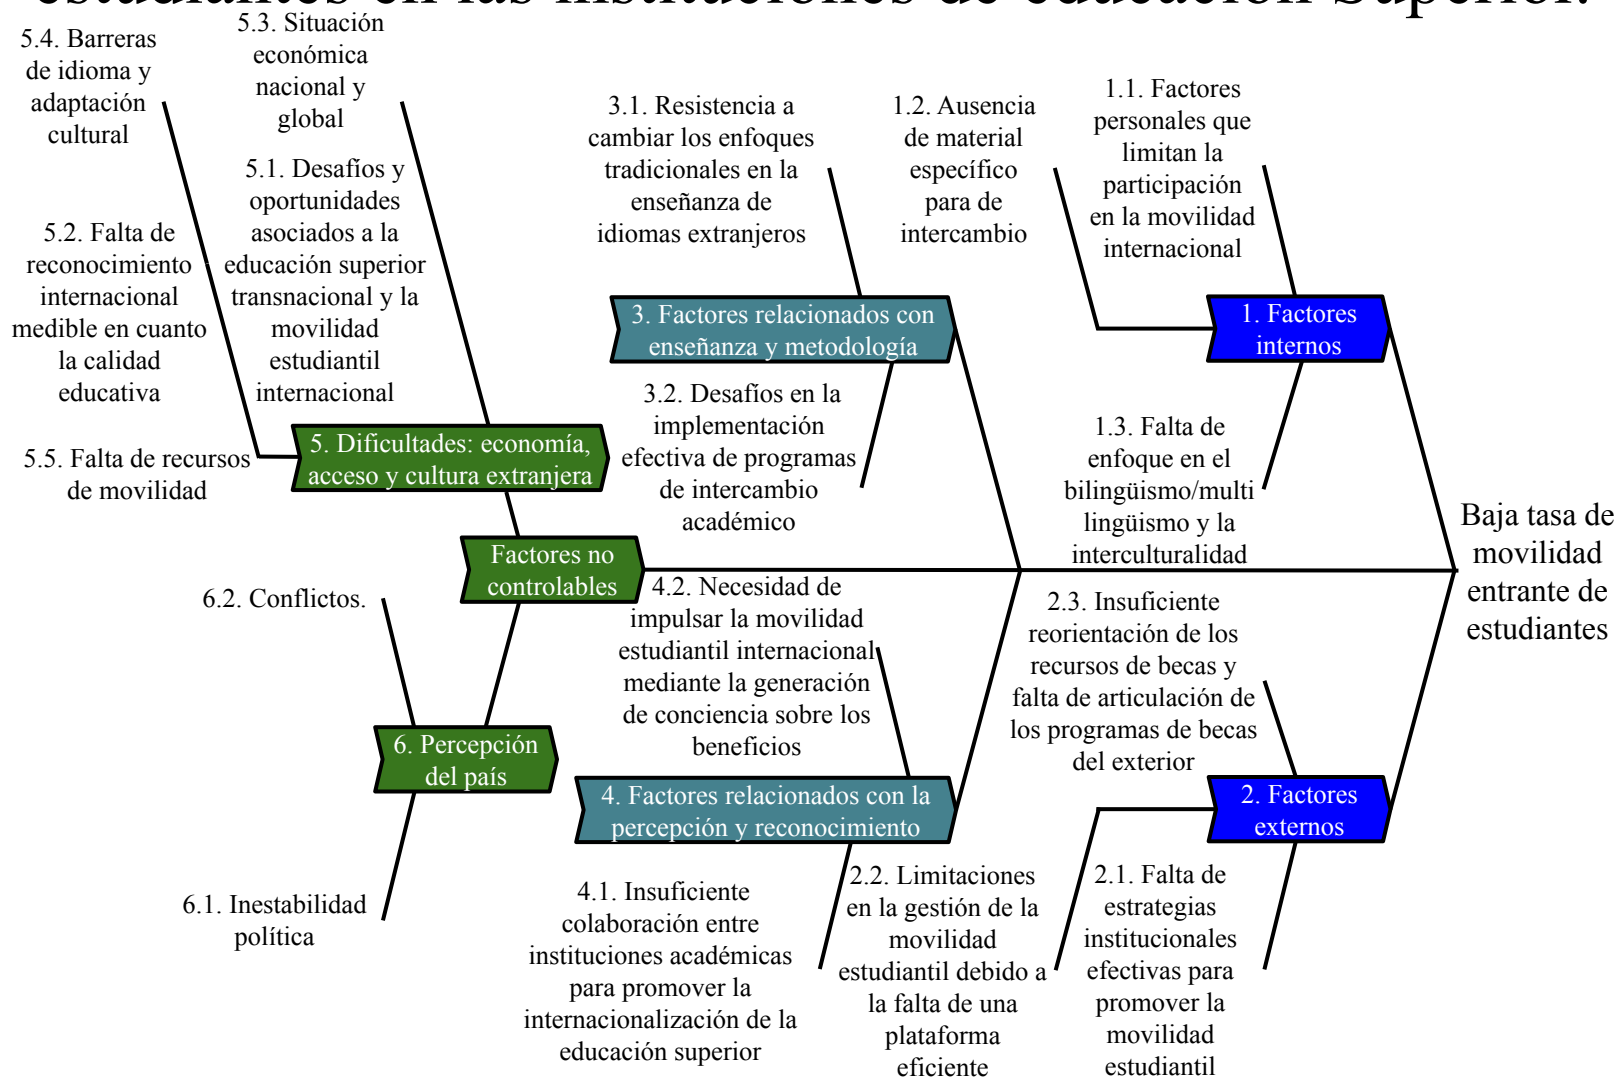 estudiantes en las instituciones de educación Superior.
5.4. Barreras
de idioma y
adaptación
cultural
5.3. Situación
económica
nacional y
global
5.2. Falta de
reconocimiento
internacional
medible en cuanto
la calidad
educativa
5.1. Desafíos y
oportunidades
asociados a la
educación superior
transnacional y la
movilidad
estudiantil
internacional
5.5. Falta de recursos
de movilidad
5. Dificultades: economía,
acceso y cultura extranjera
3.1. Resistencia a
cambiar los enfoques
tradicionales en la
enseñanza de
idiomas extranjeros
3. Factores relacionados con
enseñanza y metodología
3.2. Desafíos en la
implementación
efectiva de programas
de intercambio
académico
1.2. Ausencia
de material
específico
para de
intercambio
1.1. Factores
personales que
limitan la
participación
en la movilidad
internacional
1. Factores
internos
1.3. Falta de
enfoque en el
bilingüismo/multi
lingüismo y la
interculturalidad
Factores no
controlables
Baja tasa de
movilidad
entrante de
estudiantes
6.2. Conflictos.
6. Percepción
del país
6.1. Inestabilidad
política
4.2. Necesidad de
impulsar la movilidad
estudiantil internacional
mediante la generación
de conciencia sobre los
beneficios
4. Factores relacionados con la
percepción y reconocimiento
4.1. Insuficiente
colaboración entre
instituciones académicas
para promover la
internacionalización de la
educación superior
2.3. Insuficiente
reorientación de los
recursos de becas y
falta de articulación de
los programas de becas
del exterior
2. Factores
externos
2.2. Limitaciones
en la gestión de la
movilidad
estudiantil debido a
la falta de una
plataforma
eficiente
2.1. Falta de
estrategias
institucionales
efectivas para
promover la
movilidad
estudiantil